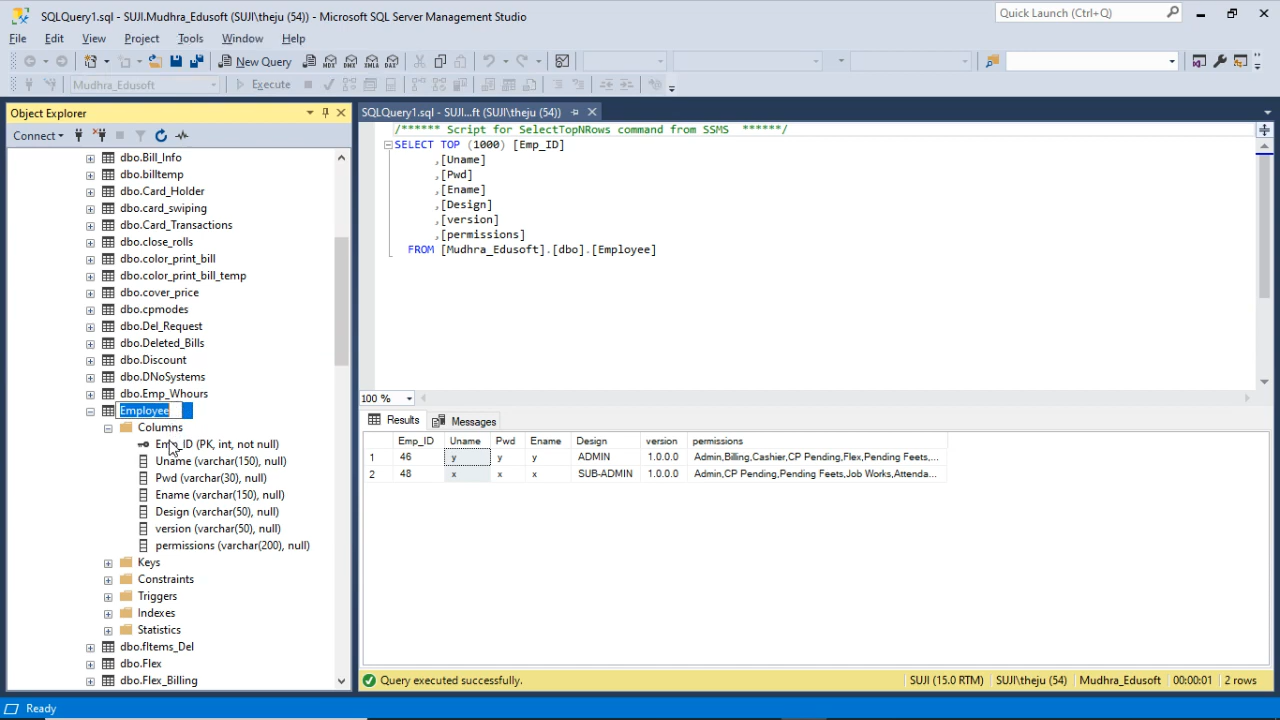 SQLQuery1.sql - SUJI.Mudhra_Edusoft (SUJI\theju (54)) - Microsoft SQL Server Management Studio
Quick Launch (Ctrl+Q)
File Edit View Project Tools Window Help
New Query MDX DMX XMLA DAX
Mudhra_Edusoft Execute
Object Explorer
Connect
dbo.Bill_Info
dbo.billtemp
dbo.Card_Holder
dbo.card_swiping
dbo.Card_Transactions
dbo.close_rolls
dbo.color_print_bill
dbo.color_print_bill_temp
dbo.cover_price
dbo.cpmodes
dbo.Del_Request
dbo.Deleted_Bills
dbo.Discount
dbo.DNoSystems
dbo.Emp_Whours
Employee
Columns
Emp_ID (PK, int, not null)
Uname (varchar(150), null)
Pwd (varchar(30), null)
Ename (varchar(150), null)
Design (varchar(50), null)
version (varchar(50), null)
permissions (varchar(200), null)
Keys
Constraints
Triggers
Indexes
Statistics
dbo.fItems_Del
dbo.Flex
dbo.Flex_Billing
SQLQuery1.sql - SUJI...ft (SUJI\theju (54))
/****** Script for SelectTopNRows command from SSMS ******/
SELECT TOP (1000) [Emp_ID]
,[Uname]
,[Pwd]
,[Ename]
,[Design]
,[version]
,[permissions]
FROM [Mudhra_Edusoft].[dbo].[Employee]
100 %
Results Messages
Emp_ID Uname Pwd Ename Design version permissions
1 46 y y y ADMIN 1.0.0.0 Admin,Billing,Cashier,CP Pending,Flex,Pending Feets,...
2 48 x x x SUB-ADMIN 1.0.0.0 Admin,CP Pending,Pending Feets,Job Works,Attenda...
Query executed successfully. SUJI (15.0 RTM) SUJI\theju (54) Mudhra_Edusoft 00:00:01 2 rows
Ready